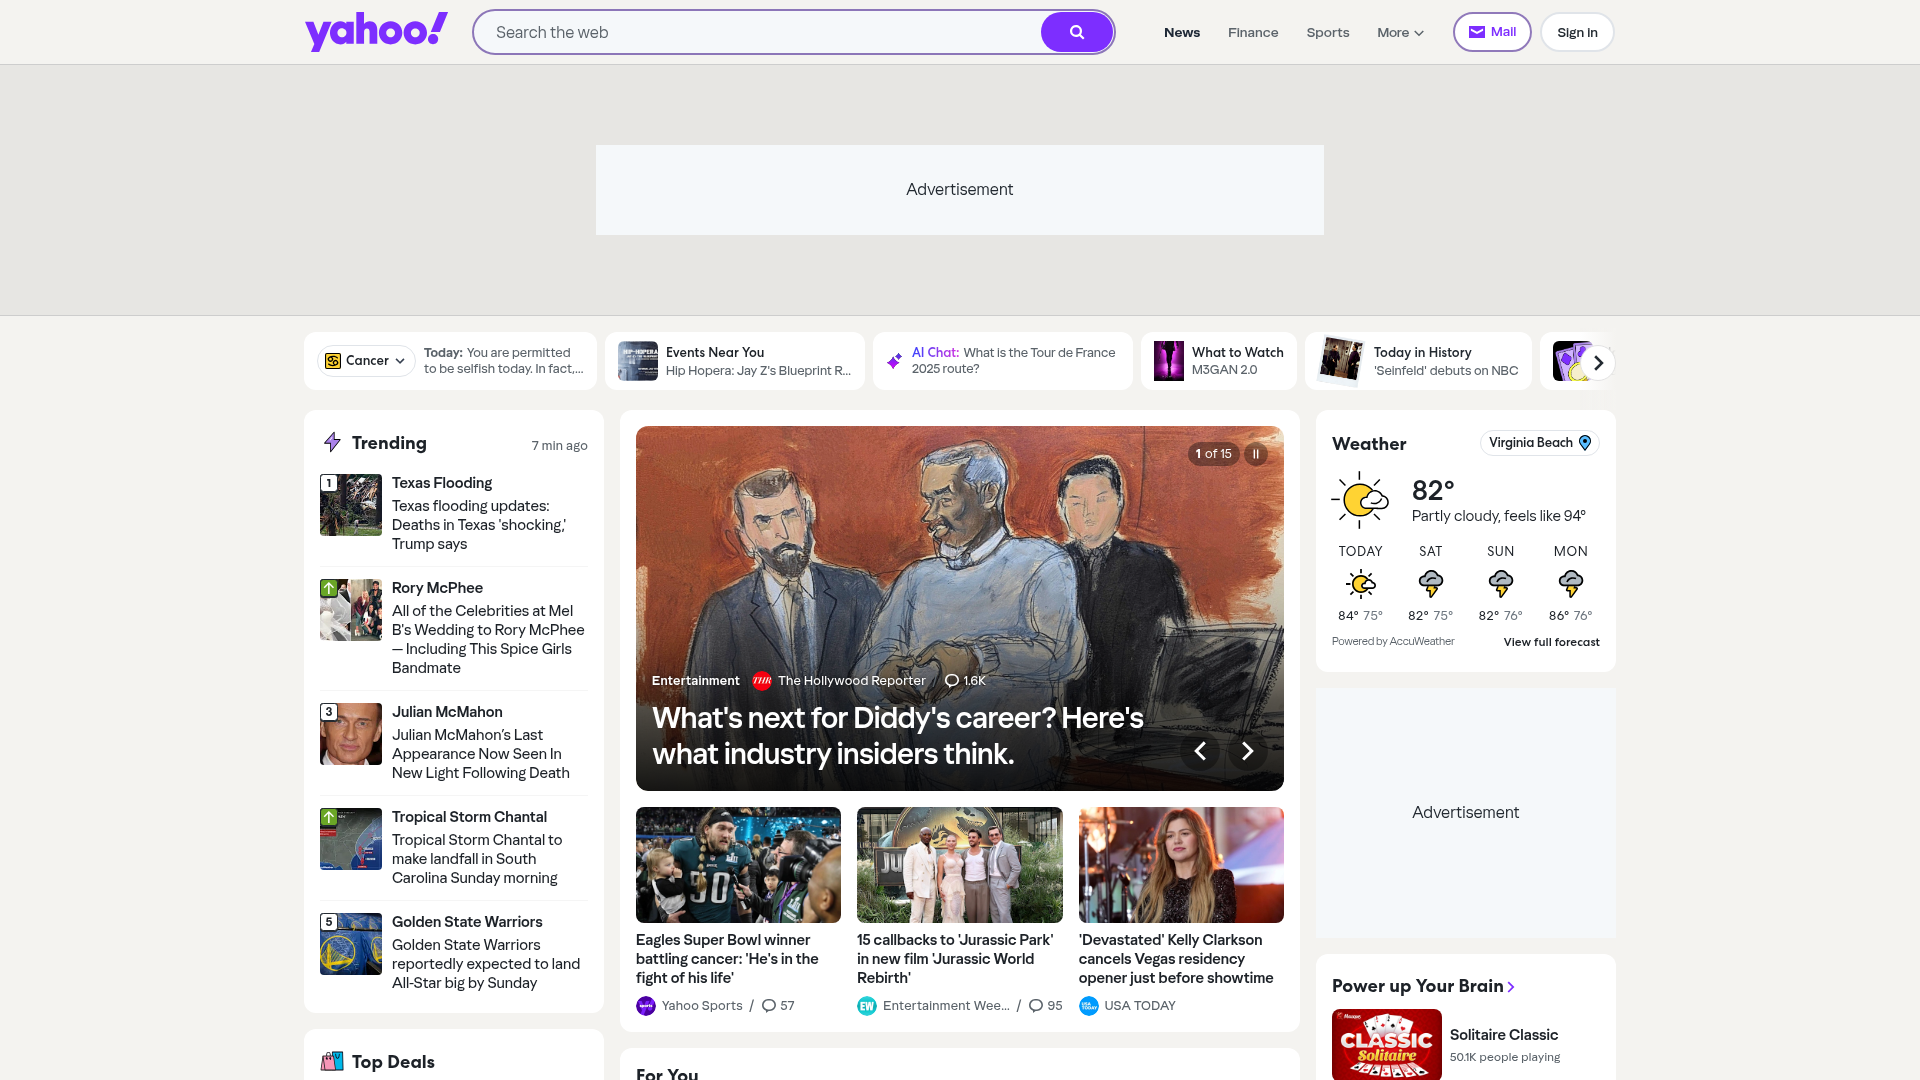 yahoo!
Search the web
News
Finance
Sports
More
Mail
Sign in
Advertisement
Cancer
Today: You are permitted
to be selfish today. In fact,...
Events Near You
Hip Hopera: Jay Z's Blueprint R...
AI Chat: What is the Tour de France
2025 route?
What to Watch
M3GAN 2.0
Today in History
'Seinfeld' debuts on NBC
Trending
7 min ago
1
Texas Flooding
Texas flooding updates:
Deaths in Texas 'shocking,'
Trump says
Rory McPhee
All of the Celebrities at Mel
B's Wedding to Rory McPhee
— Including This Spice Girls
Bandmate
3
Julian McMahon
Julian McMahon's Last
Appearance Now Seen In
New Light Following Death
Tropical Storm Chantal
Tropical Storm Chantal to
make landfall in South
Carolina Sunday morning
5
Golden State Warriors
Golden State Warriors
reportedly expected to land
All-Star big by Sunday
Top Deals
1 of 15
Entertainment
THR
The Hollywood Reporter
1.6K
What's next for Diddy's career? Here's
what industry insiders think.
90
Eagles Super Bowl winner
battling cancer: 'He's in the
fight of his life'
Yahoo Sports / 57
JU
15 callbacks to 'Jurassic Park'
in new film 'Jurassic World
Rebirth'
EW
Entertainment Wee... / 95
'Devastated' Kelly Clarkson
cancels Vegas residency
opener just before showtime
USA TODAY
USA TODAY
For You
Weather
Virginia Beach
82°
Partly cloudy, feels like 94°
TODAY SAT SUN MON
84° 75° 82° 75° 82° 76° 86° 76°
Powered by AccuWeather
View full forecast
Advertisement
Power up Your Brain
CLASSIC
Solitaire
Solitaire Classic
50.1K people playing